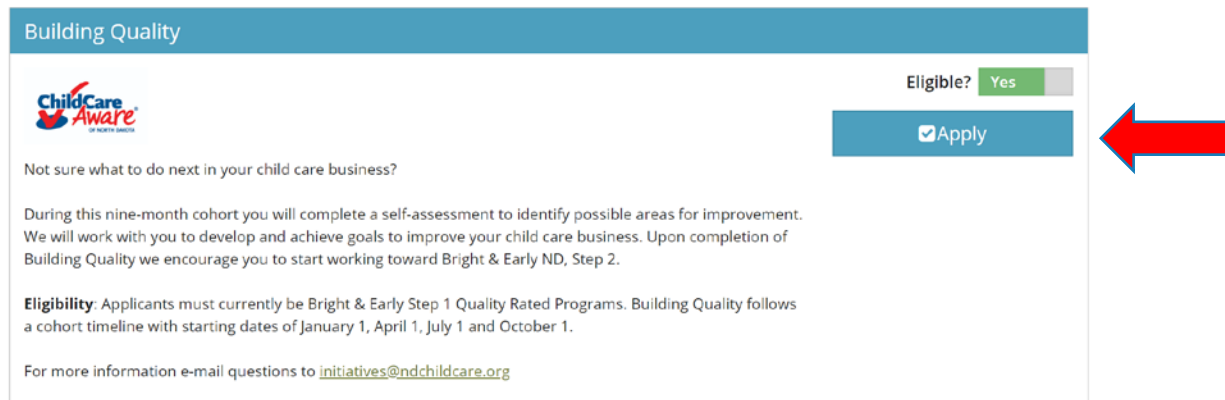 Building Quality
ChildCare
Aware®
OF NORTH DAKOTA
Eligible? Yes
Apply
Not sure what to do next in your child care business?
During this nine-month cohort you will complete a self-assessment to identify possible areas for improvement.
We will work with you to develop and achieve goals to improve your child care business. Upon completion of
Building Quality we encourage you to start working toward Bright & Early ND, Step 2.
Eligibility: Applicants must currently be Bright & Early Step 1 Quality Rated Programs. Building Quality follows
a cohort timeline with starting dates of January 1, April 1, July 1 and October 1.
For more information e-mail questions to initiatives@ndchildcare.org